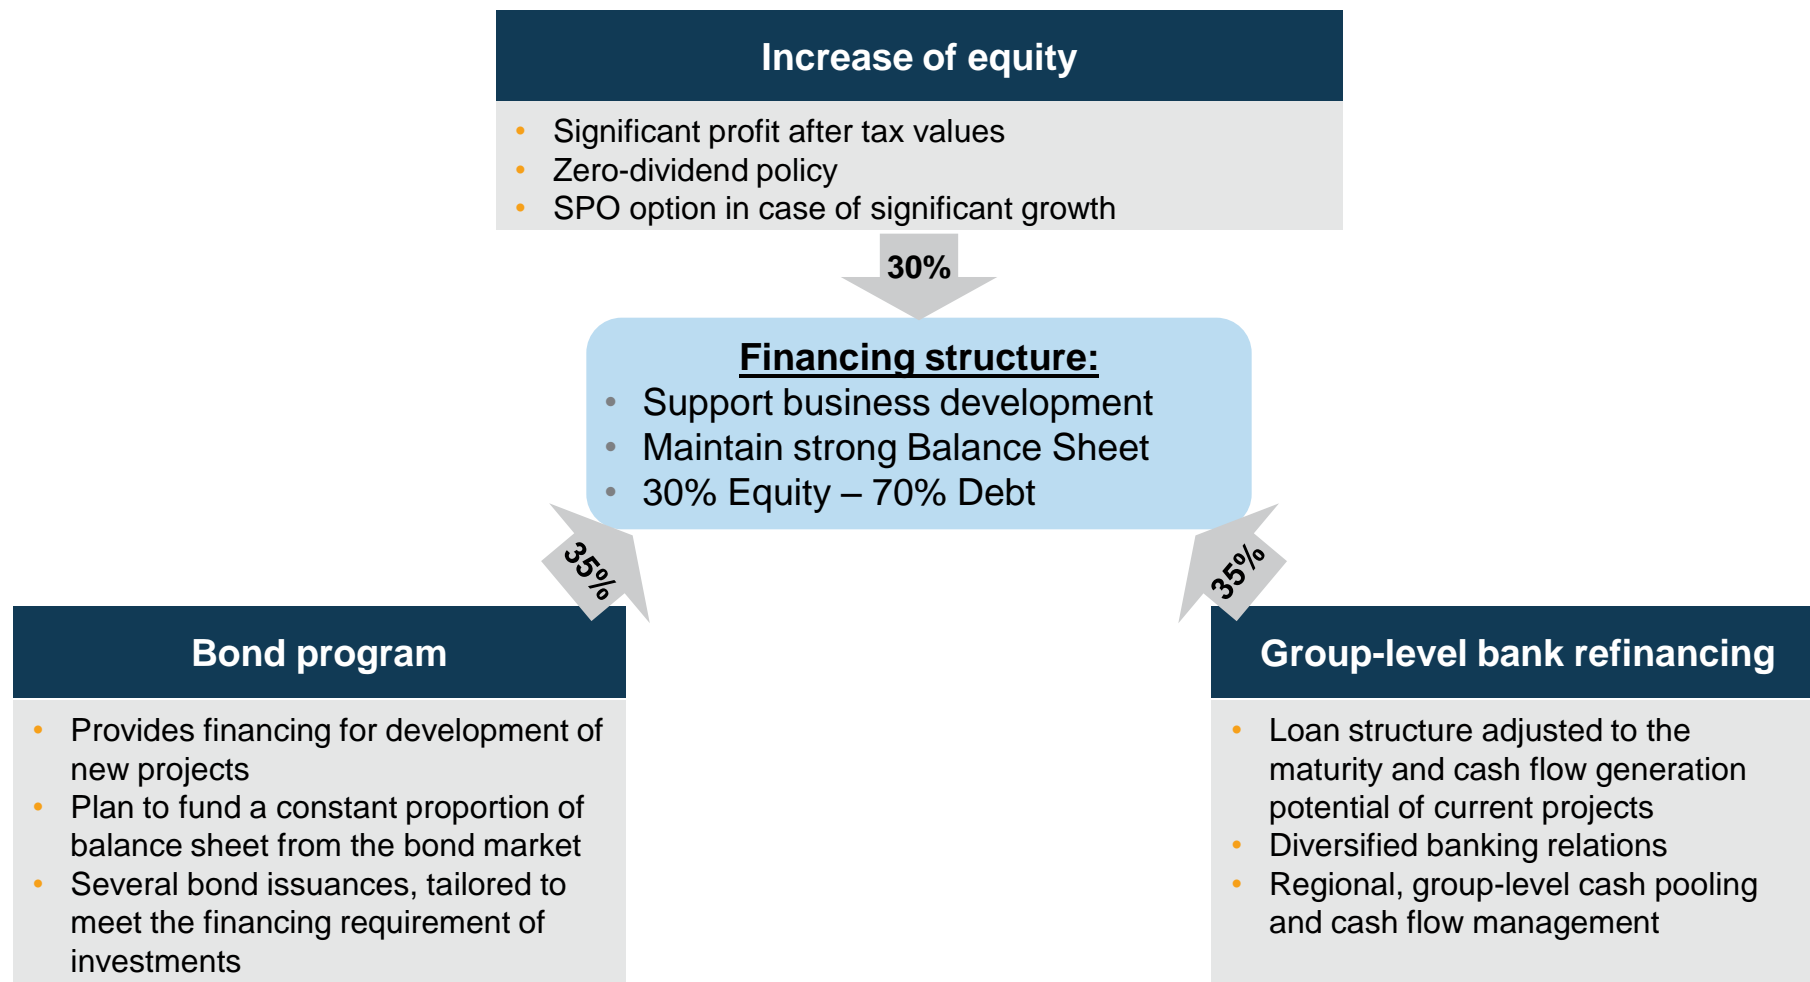 Increase of equity
• Significant profit after tax values
• Zero-dividend policy
• SPO option in case of significant growth
30%
Financing structure:
• Support business development
• Maintain strong Balance Sheet
• 30% Equity – 70% Debt
35%
35%
Bond program
• Provides financing for development of
new projects
• Plan to fund a constant proportion of
balance sheet from the bond market
• Several bond issuances, tailored to
meet the financing requirement of
investments
Group-level bank refinancing
• Loan structure adjusted to the
maturity and cash flow generation
potential of current projects
• Diversified banking relations
• Regional, group-level cash pooling
and cash flow management